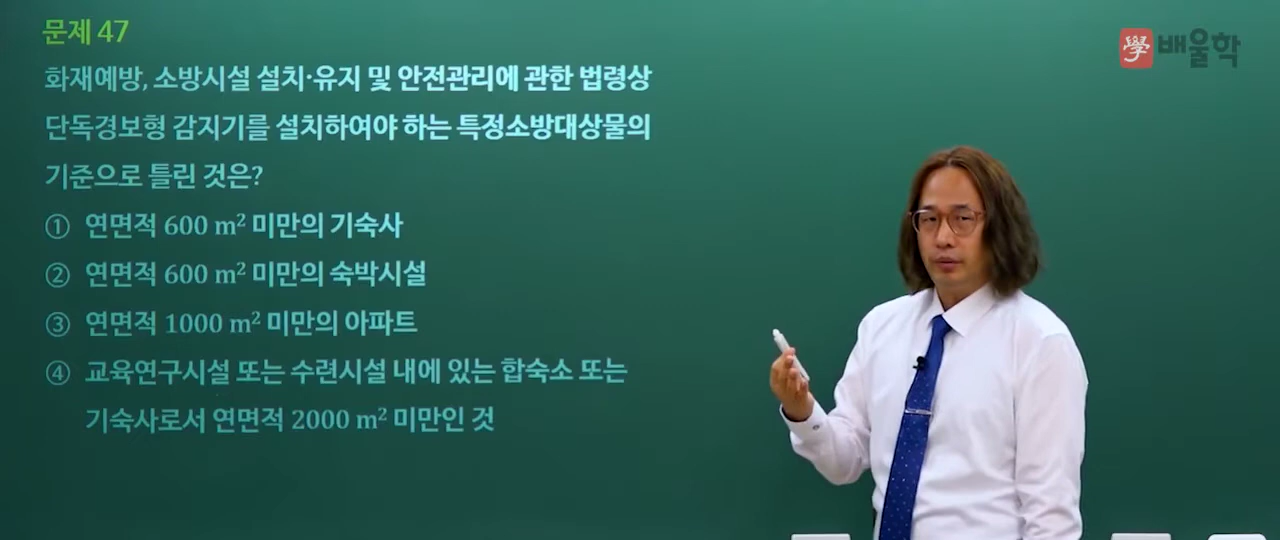 문제 47
學 배울학
화재예방, 소방시설 설치·유지 및 안전관리에 관한 법령상
단독경보형 감지기를 설치하여야 하는 특정소방대상물의
기준으로 틀린 것은?
① 연면적 600 m² 미만의 기숙사
② 연면적 600 m² 미만의 숙박시설
③ 연면적 1000 m² 미만의 아파트
④ 교육연구시설 또는 수련시설 내에 있는 합숙소 또는
기숙사로서 연면적 2000 m² 미만인 것